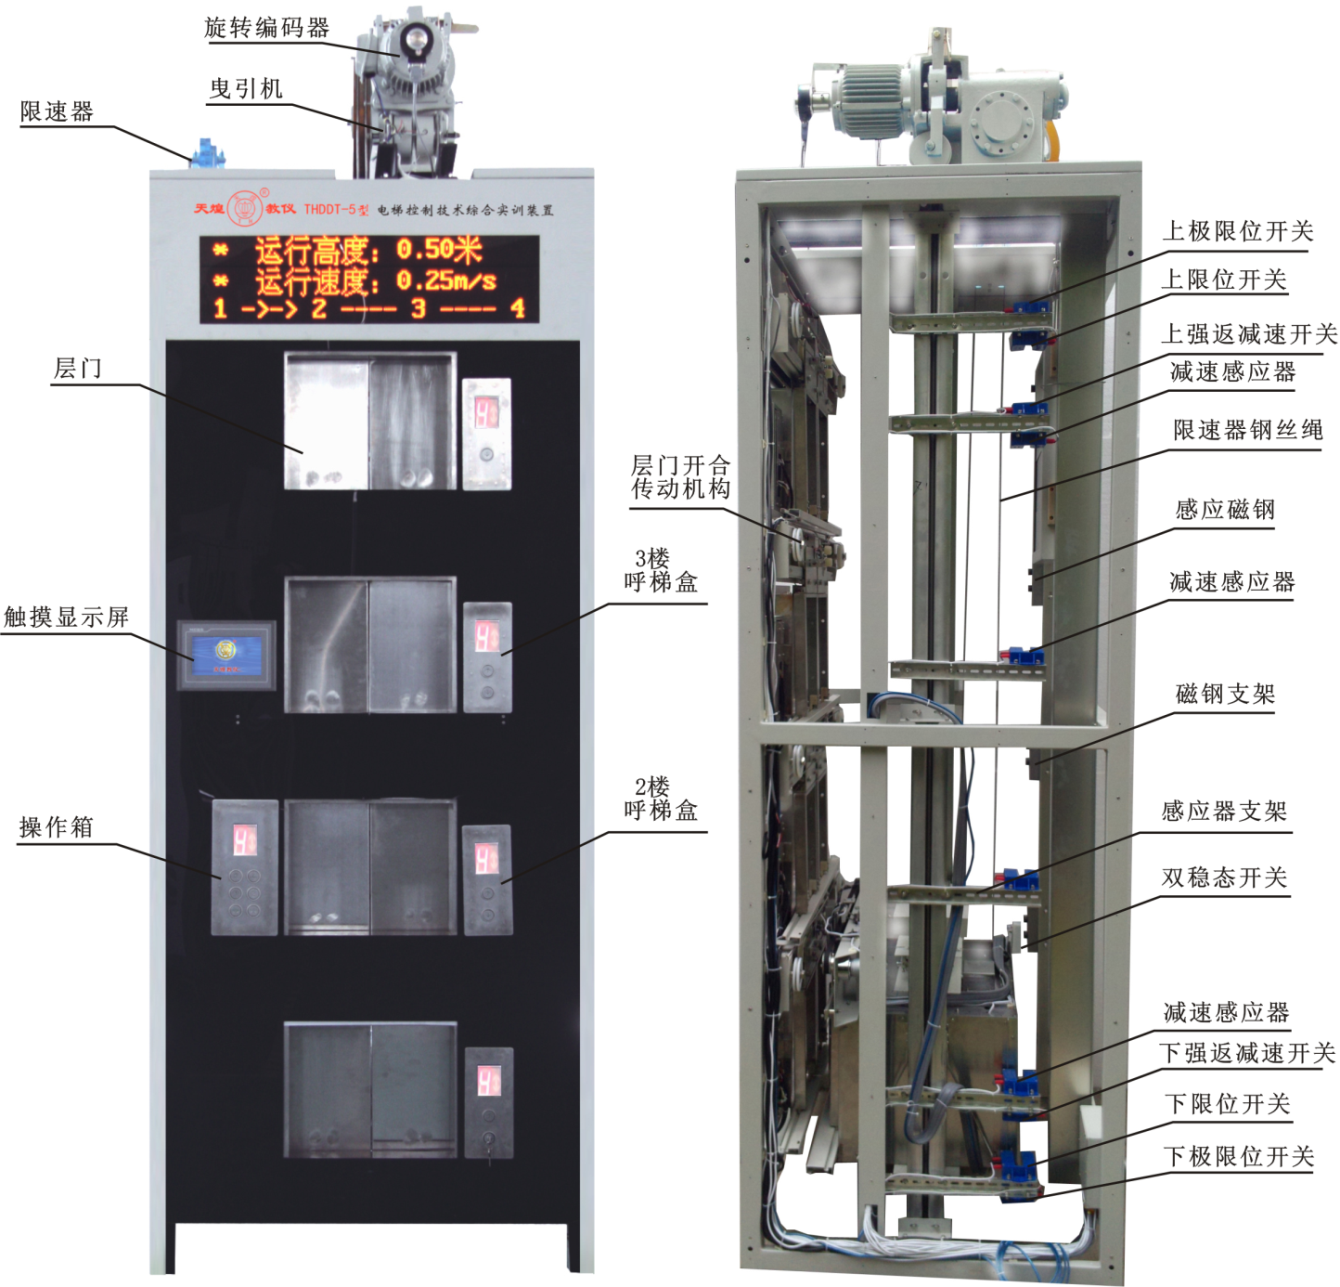 旋转编码器
曳引机
限速器
天煌 教仪 THDDT-5型 电梯控制技术综合实训装置
* 运行高度: 0.50米
* 运行速度: 0.25m/s
1 ->-> 2 ---- 3 ---- 4
层门
3楼
呼梯盒
触摸显示屏
2楼
呼梯盒
操作箱
层门开合
传动机构
上极限位开关
上限位开关
上强返减速开关
减速感应器
限速器钢丝绳
感应磁钢
减速感应器
磁钢支架
感应器支架
双稳态开关
减速感应器
下强返减速开关
下限位开关
下极限位开关